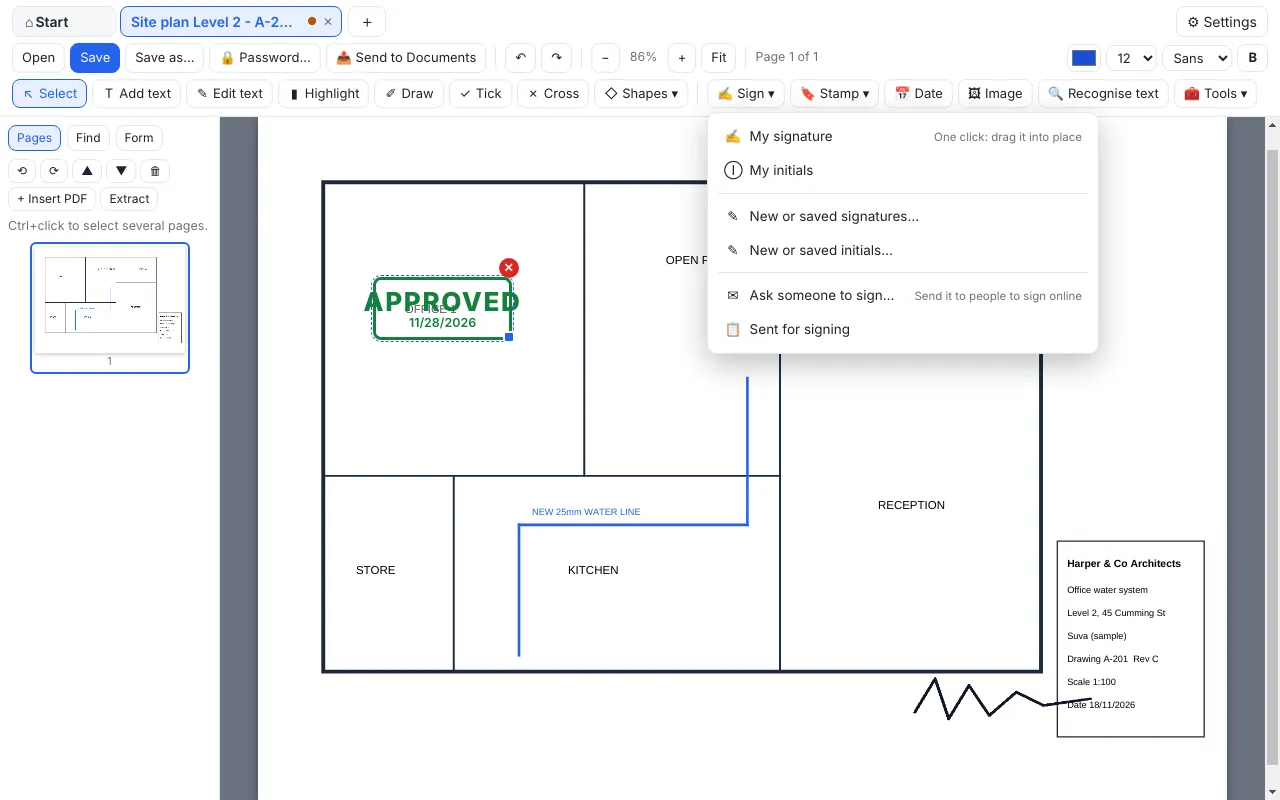 Start
Site plan Level 2 - A-2...
Settings
Open
Save
Save as...
Password...
Send to Documents
86%
Fit
Page 1 of 1
12
Sans
B
Select
T Add text
Edit text
Highlight
Draw
Tick
Cross
Shapes
Sign
Stamp
Date
Image
Recognise text
Tools
Pages
Find
Form
+ Insert PDF
Extract
Ctrl+click to select several pages.
1
My signature
One click: drag it into place
My initials
New or saved signatures...
New or saved initials...
Ask someone to sign...
Send it to people to sign online
Sent for signing
APPROVED
11/28/2026
OPEN
NEW 25mm WATER LINE
STORE
KITCHEN
RECEPTION
Harper & Co Architects
Office water system
Level 2, 45 Cumming St
Suva (sample)
Drawing A-201 Rev C
Scale 1:100
Date 18/11/2026